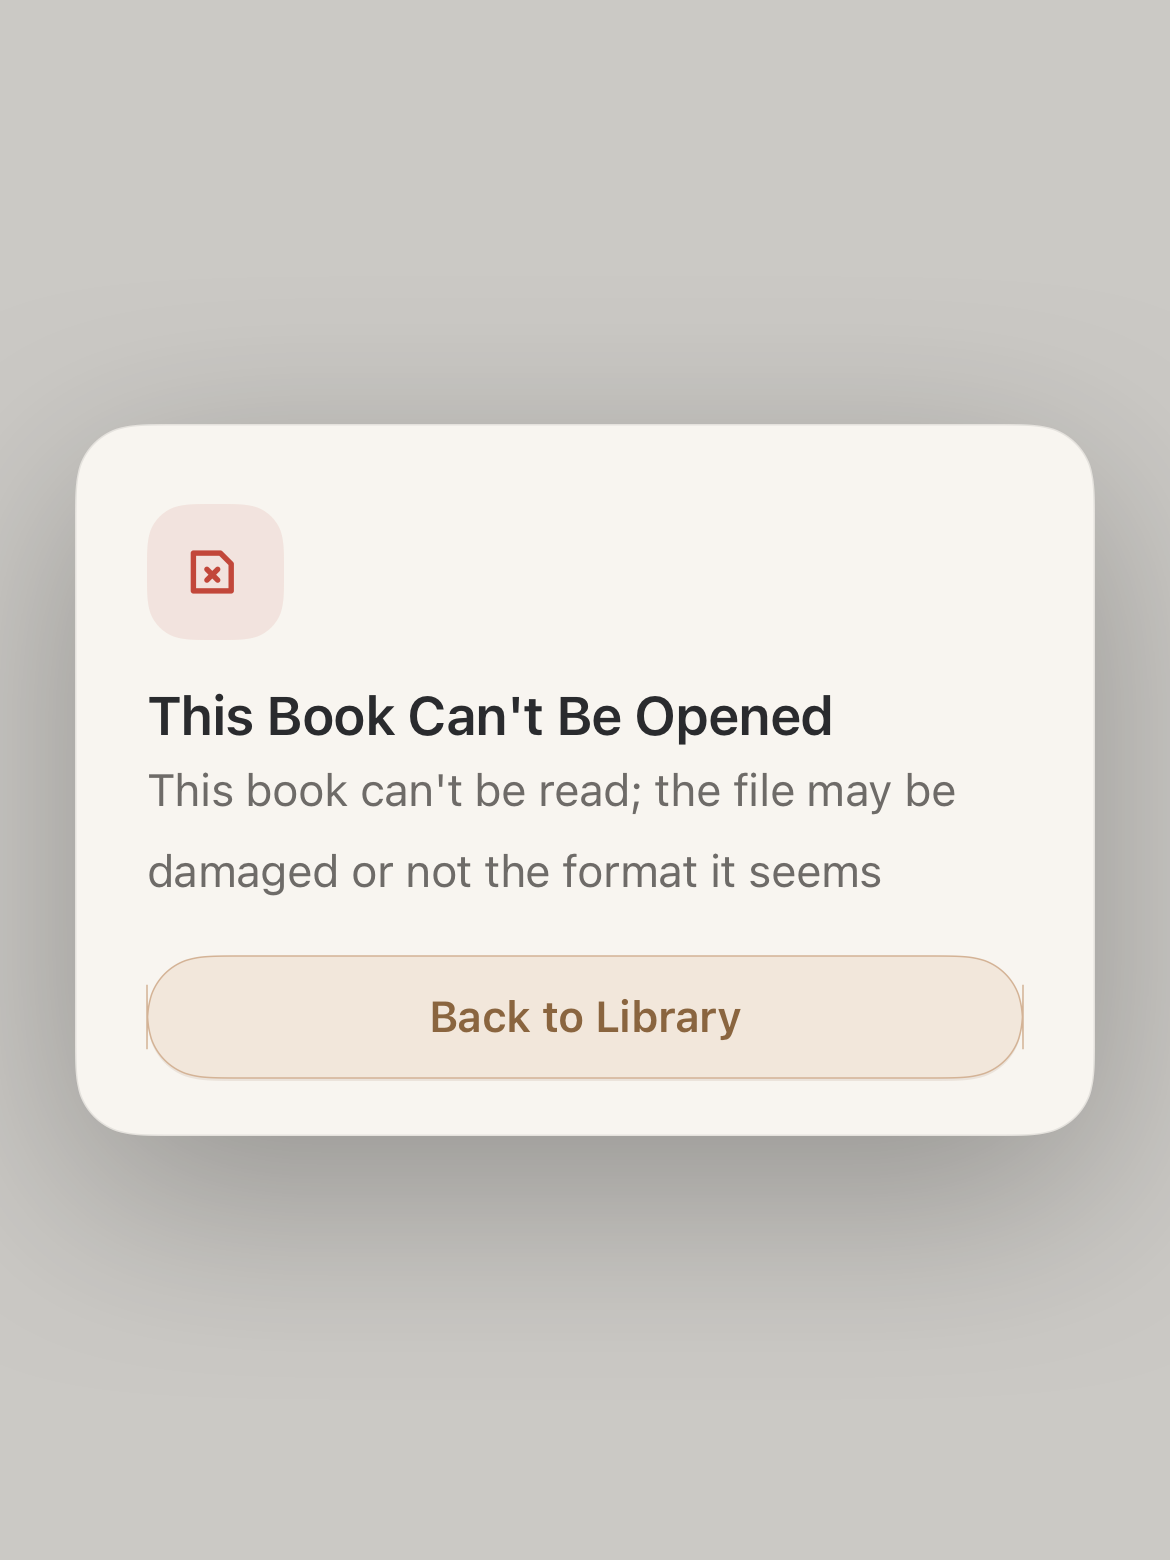 This Book Can't Be Opened
This book can't be read; the file may be
damaged or not the format it seems
Back to Library